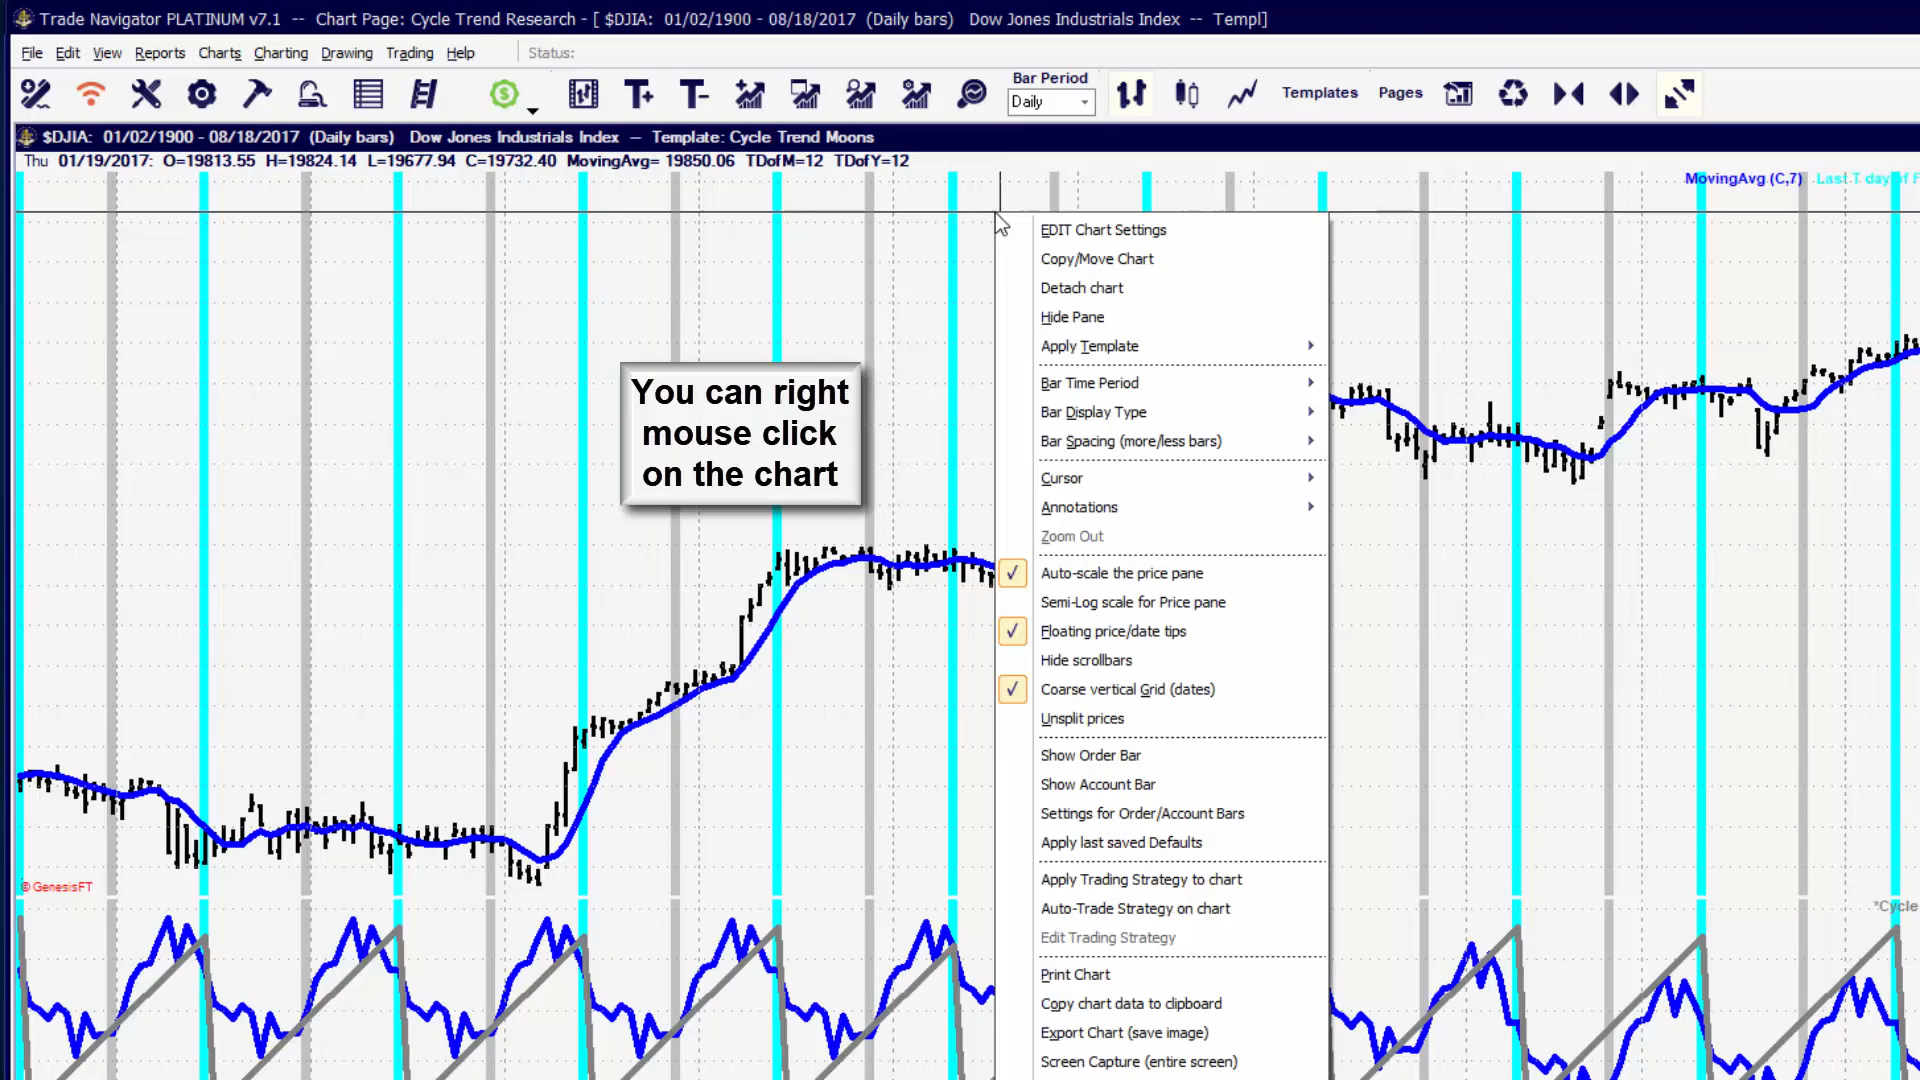 Trade Navigator PLATINUM v7.1 -- Chart Page: Cycle Trend Research - [ $DJIA: 01/02/1900 - 08/18/2017 (Daily bars) Dow Jones Industrials Index -- Templ]
File Edit View Reports Charts Charting Drawing Trading Help Status:
Bar Period
Daily
Templates Pages
$DJIA: 01/02/1900 - 08/18/2017 (Daily bars) Dow Jones Industrials Index -- Template: Cycle Trend Moons
Thu 01/19/2017: O=19813.55 H=19824.14 L=19677.94 C=19732.40 MovingAvg= 19850.06 TDofM=12 TDofY=12
MovingAvg (C,7) Last T day of F
You can right
mouse click
on the chart
EDIT Chart Settings
Copy/Move Chart
Detach chart
Hide Pane
Apply Template
Bar Time Period
Bar Display Type
Bar Spacing (more/less bars)
Cursor
Annotations
Zoom Out
Auto-scale the price pane
Semi-Log scale for Price pane
Floating price/date tips
Hide scrollbars
Coarse vertical Grid (dates)
Unsplit prices
Show Order Bar
Show Account Bar
Settings for Order/Account Bars
Apply last saved Defaults
Apply Trading Strategy to chart
Auto-Trade Strategy on chart
Edit Trading Strategy
Print Chart
Copy chart data to clipboard
Export Chart (save image)
Screen Capture (entire screen)
© GenesisFT
*Cycle